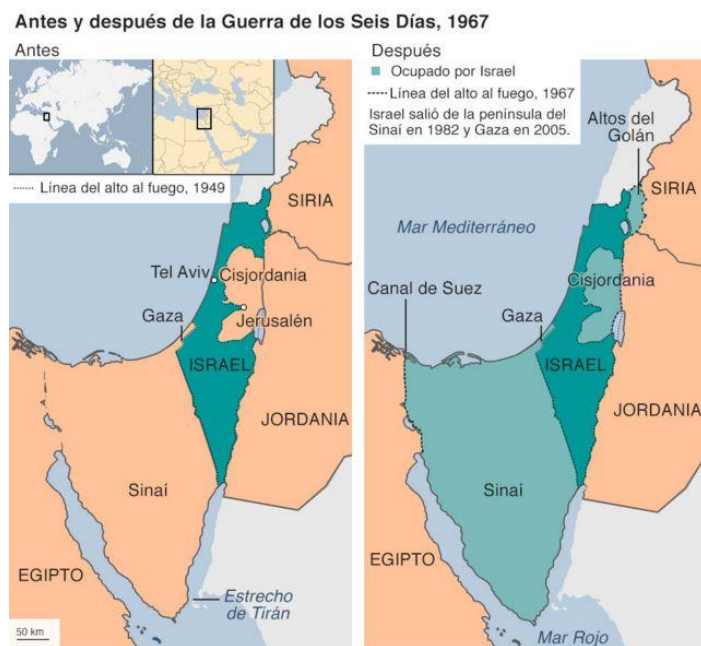 Antes y después de la Guerra de los Seis Días, 1967
Antes
Línea del alto al fuego, 1949
SIRIA
Tel Aviv
Cisjordania
Gaza
Jerusalén
ISRAEL
JORDANIA
Sinaí
EGIPTO
Estrecho
de Tirán
50 km
Después
Ocupado por Israel
Línea del alto al fuego, 1967
Israel salió de la península del
Sinaí en 1982 y Gaza en 2005.
Altos del
Golán
SIRIA
Mar Mediterráneo
Canal de Suez
Cisjordania
Gaza
ISRAEL
JORDANIA
Sinaí
EGIPTO
Mar Rojo